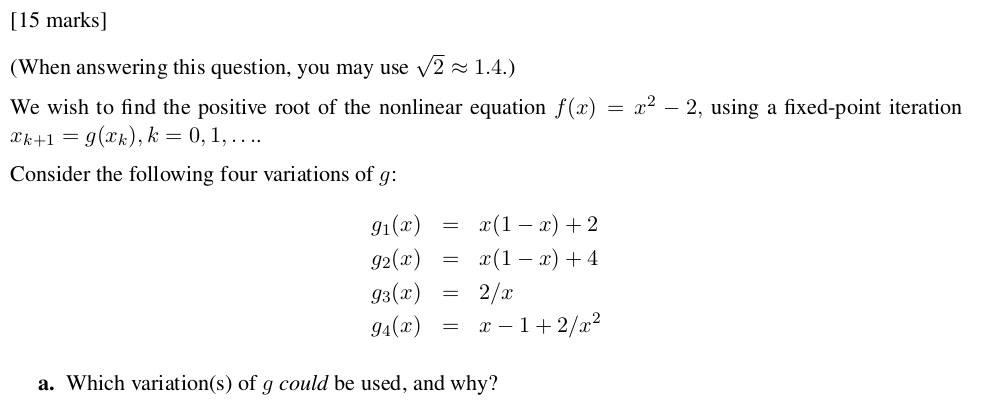 [15 marks]
(When answering this question, you may use √2 ≈ 1.4.)
We wish to find the positive root of the nonlinear equation f(x) = x² − 2, using a fixed-point iteration
xₖ₊₁ = g(xₖ), k = 0, 1, . . ..
Consider the following four variations of g:
g₁(x) = x(1 − x) + 2
g₂(x) = x(1 − x) + 4
g₃(x) = 2/x
g₄(x) = x − 1 + 2/x²
a. Which variation(s) of g could be used, and why?